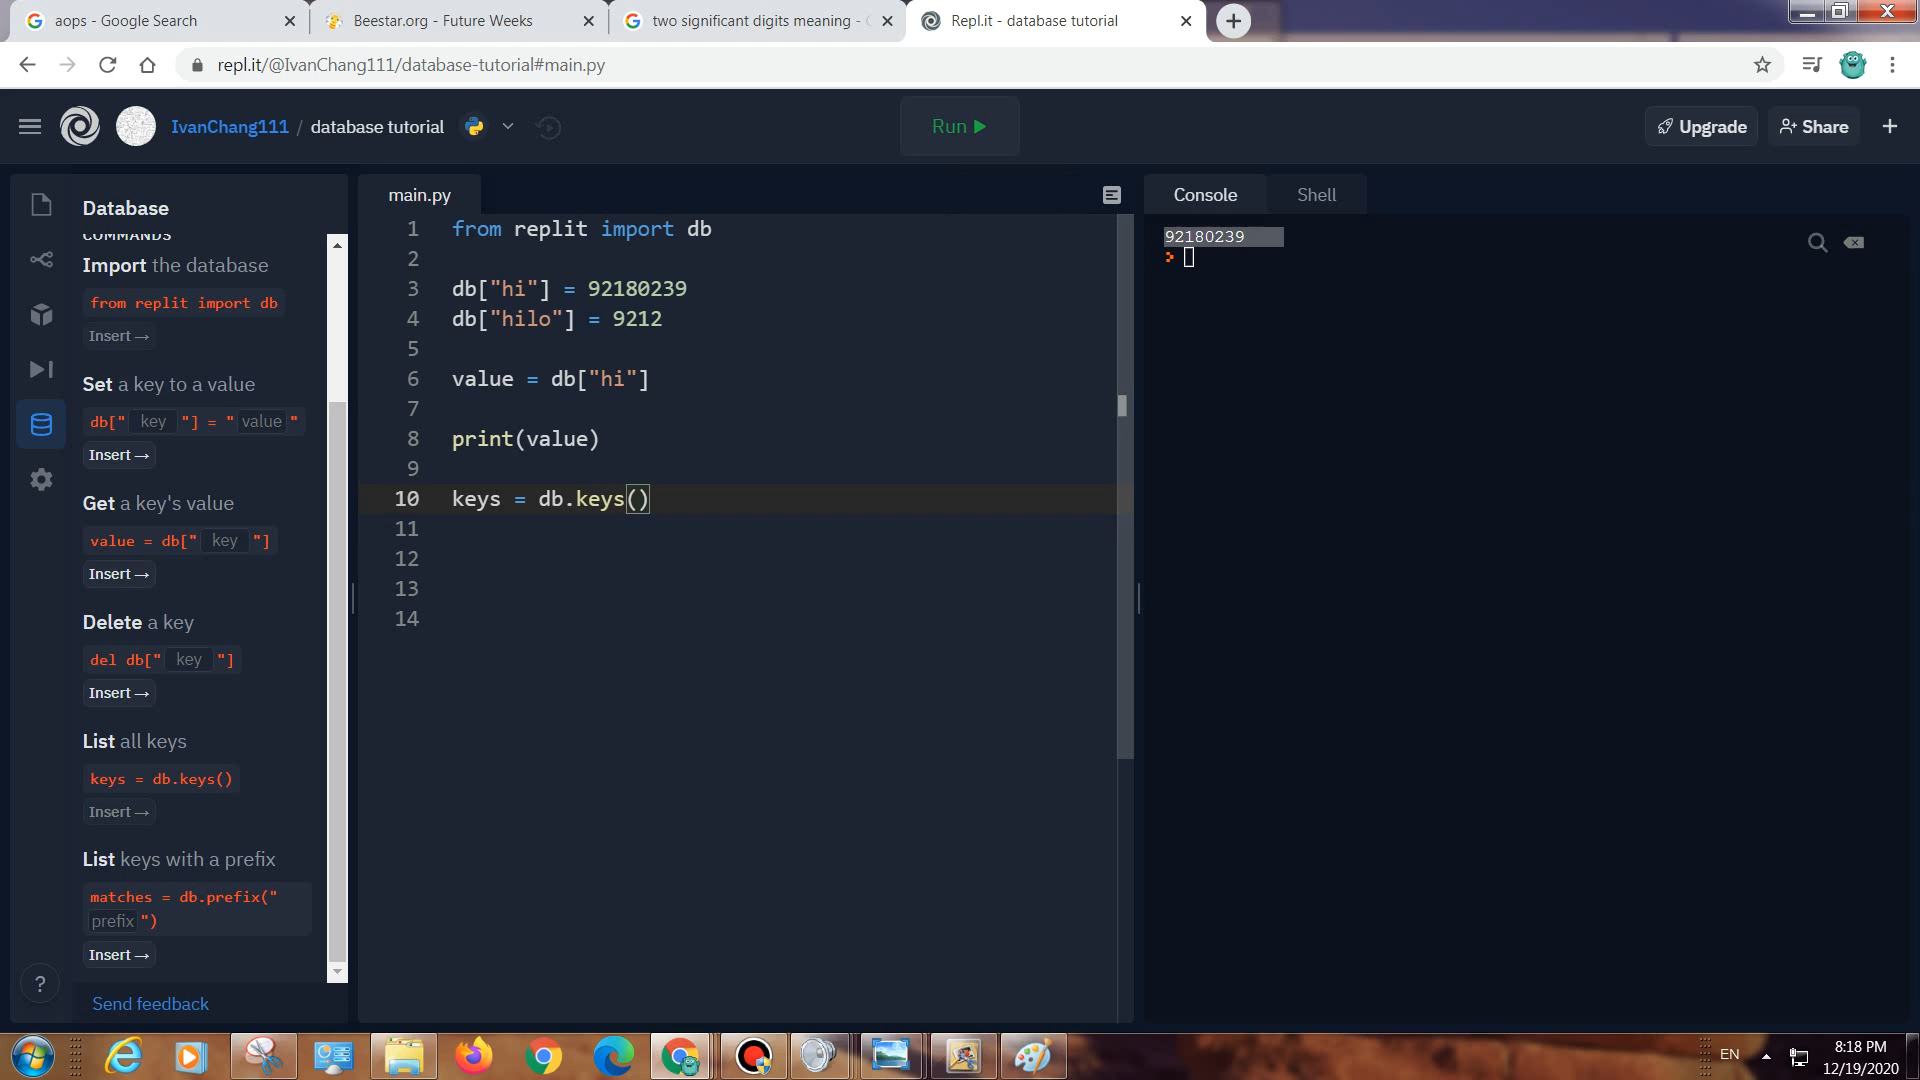 aops - Google Search
Beestar.org - Future Weeks
two significant digits meaning -
Repl.it - database tutorial
repl.it/@IvanChang111/database-tutorial#main.py
IvanChang111 / database tutorial
Run
Upgrade
Share
Database
COMMANDS
Import the database
from replit import db
Insert →
Set a key to a value
db[" key "] = " value "
Insert →
Get a key's value
value = db[" key "]
Insert →
Delete a key
del db[" key "]
Insert →
List all keys
keys = db.keys()
Insert →
List keys with a prefix
matches = db.prefix("
prefix ")
Insert →
Send feedback
?
main.py
1 from replit import db
2
3 db["hi"] = 92180239
4 db["hilo"] = 9212
5
6 value = db["hi"]
7
8 print(value)
9
10 keys = db.keys()
11
12
13
14
Console
Shell
92180239
>
EN
8:18 PM
12/19/2020